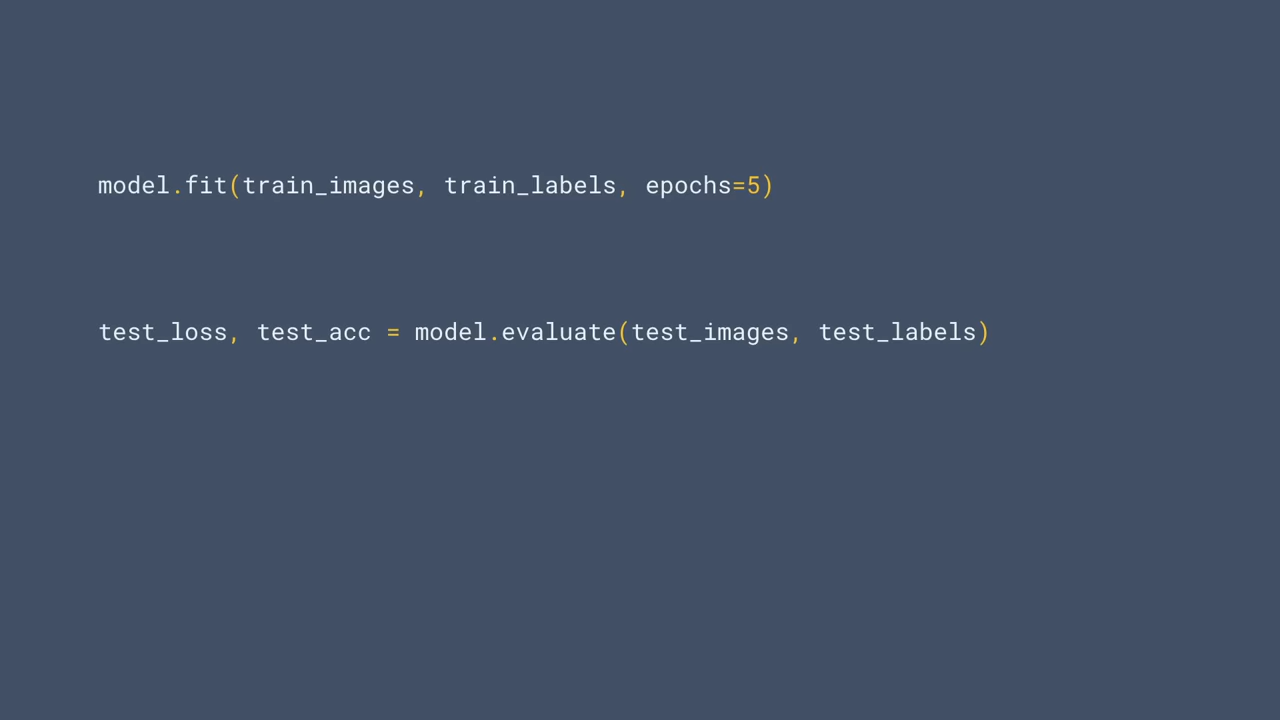 model.fit(train_images, train_labels, epochs=5)
test_loss, test_acc = model.evaluate(test_images, test_labels)